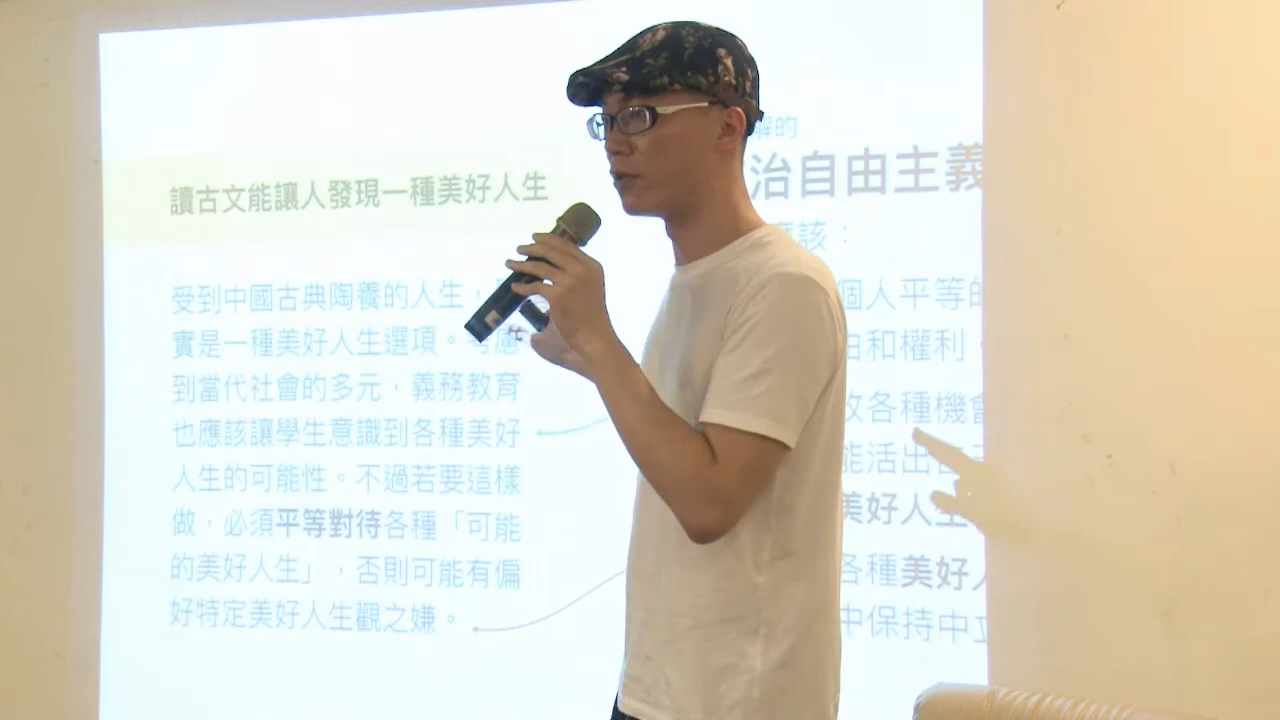 讀古文能讓人發現一種美好人生
受到中國古典陶養的人生，
實是一種美好人生選項。考慮
到當代社會的多元，義務教育
也應該讓學生意識到各種美好
人生的可能性。不過若要這樣
做，必須平等對待各種「可能
的美好人生」，否則可能有偏
好特定美好人生觀之嫌。
解的
治自由主義
應該：
個人平等的
由和權利
各種機會
能活出
美好人生
各種美好人
中保持中立